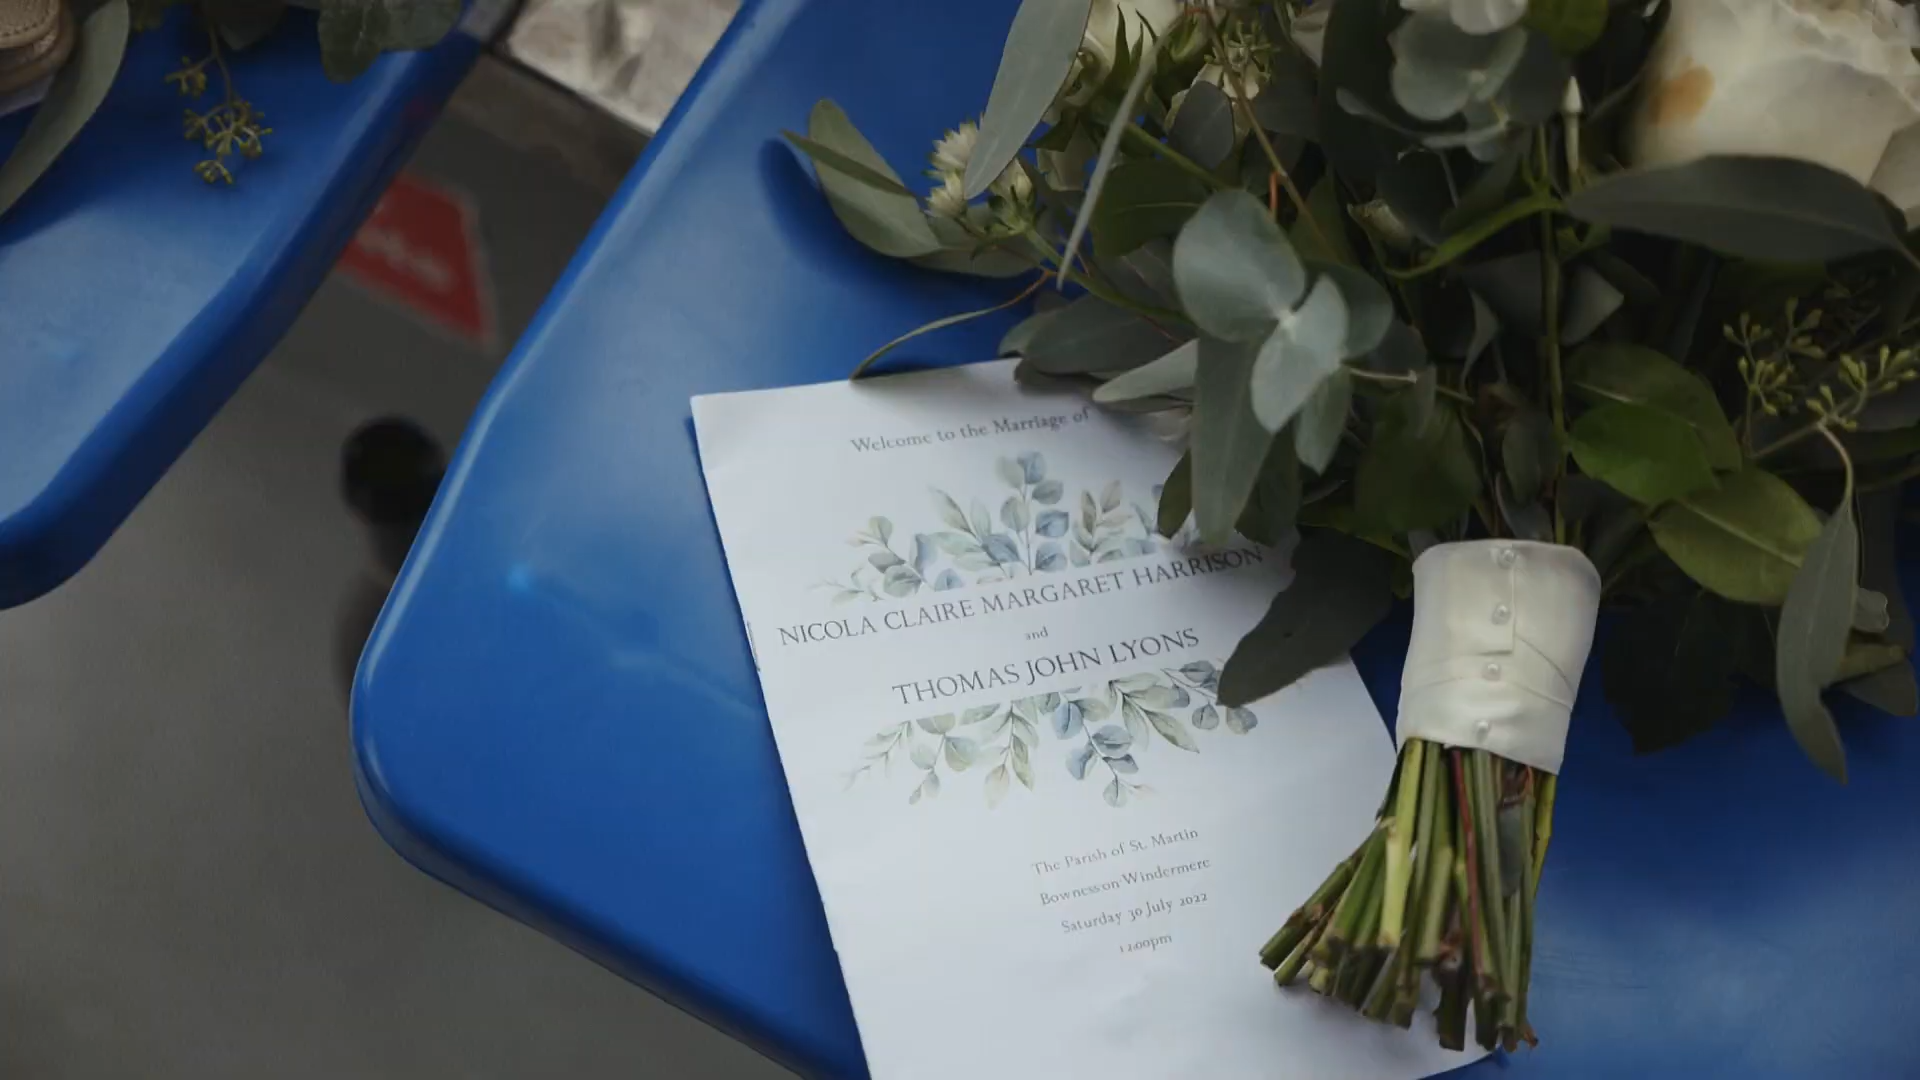 Welcome to the Marriage of
NICOLA CLAIRE MARGARET HARRISON
and
THOMAS JOHN LYONS
The Parish of St. Martin
Bowness on Windermere
Saturday 30 July 2022
12.00pm